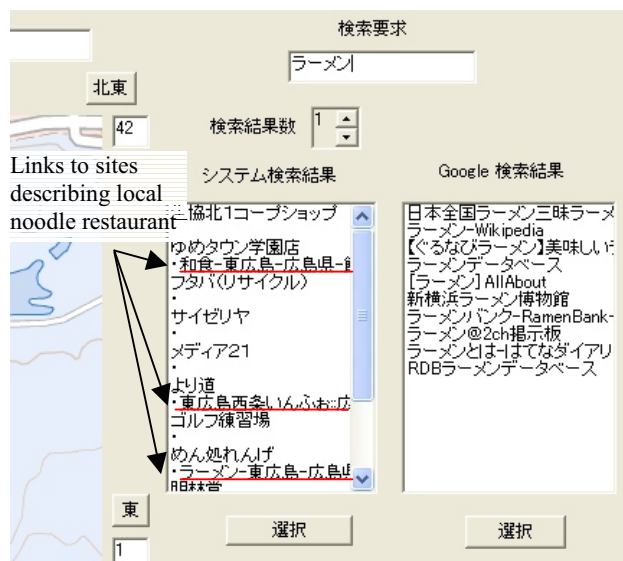 検索要求
ラーメン
北東
42
検索結果数
1
Links to sites
describing local
noodle restaurant
システム検索結果
協北1コープショップ
ゆめタウン学園店
・和食-東広島-広島県-
フタバ(リサイクル)
・
サイゼリヤ
・
メディア21
・
より道
・東広島西条いんふぉ::広
ゴルフ練習場
・
めん処れんげ
・ラーメン-東広島-広島県
Google 検索結果
日本全国ラーメン三昧ラーメ
ラーメン-Wikipedia
【ぐるなびラーメン】美味しい
ラーメンデータベース
[ラーメン] AllAbout
新横浜ラーメン博物館
ラーメンバンク-RamenBank-
ラーメン@2ch掲示板
ラーメンとは-はてなダイアリ
RDBラーメンデータベース
東
1
選択
選択